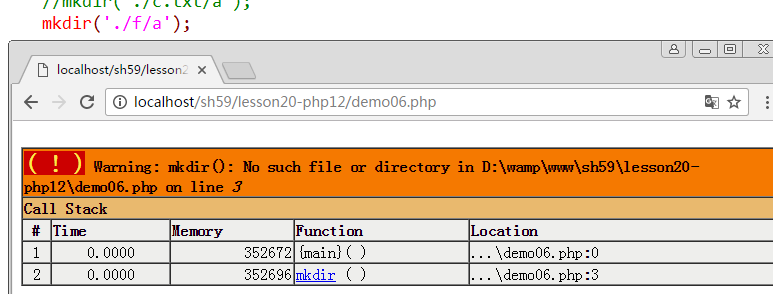 //mkdir('./c.txt/a');
mkdir('./f/a');
localhost/sh59/lesson2
localhost/sh59/lesson20-php12/demo06.php
( ! ) Warning: mkdir(): No such file or directory in D:\wamp\www\sh59\lesson20-
php12\demo06.php on line 3
Call Stack
# Time Memory Function Location
1 0.0000 352672 {main}( ) ...\demo06.php:0
2 0.0000 352696 mkdir ( ) ...\demo06.php:3